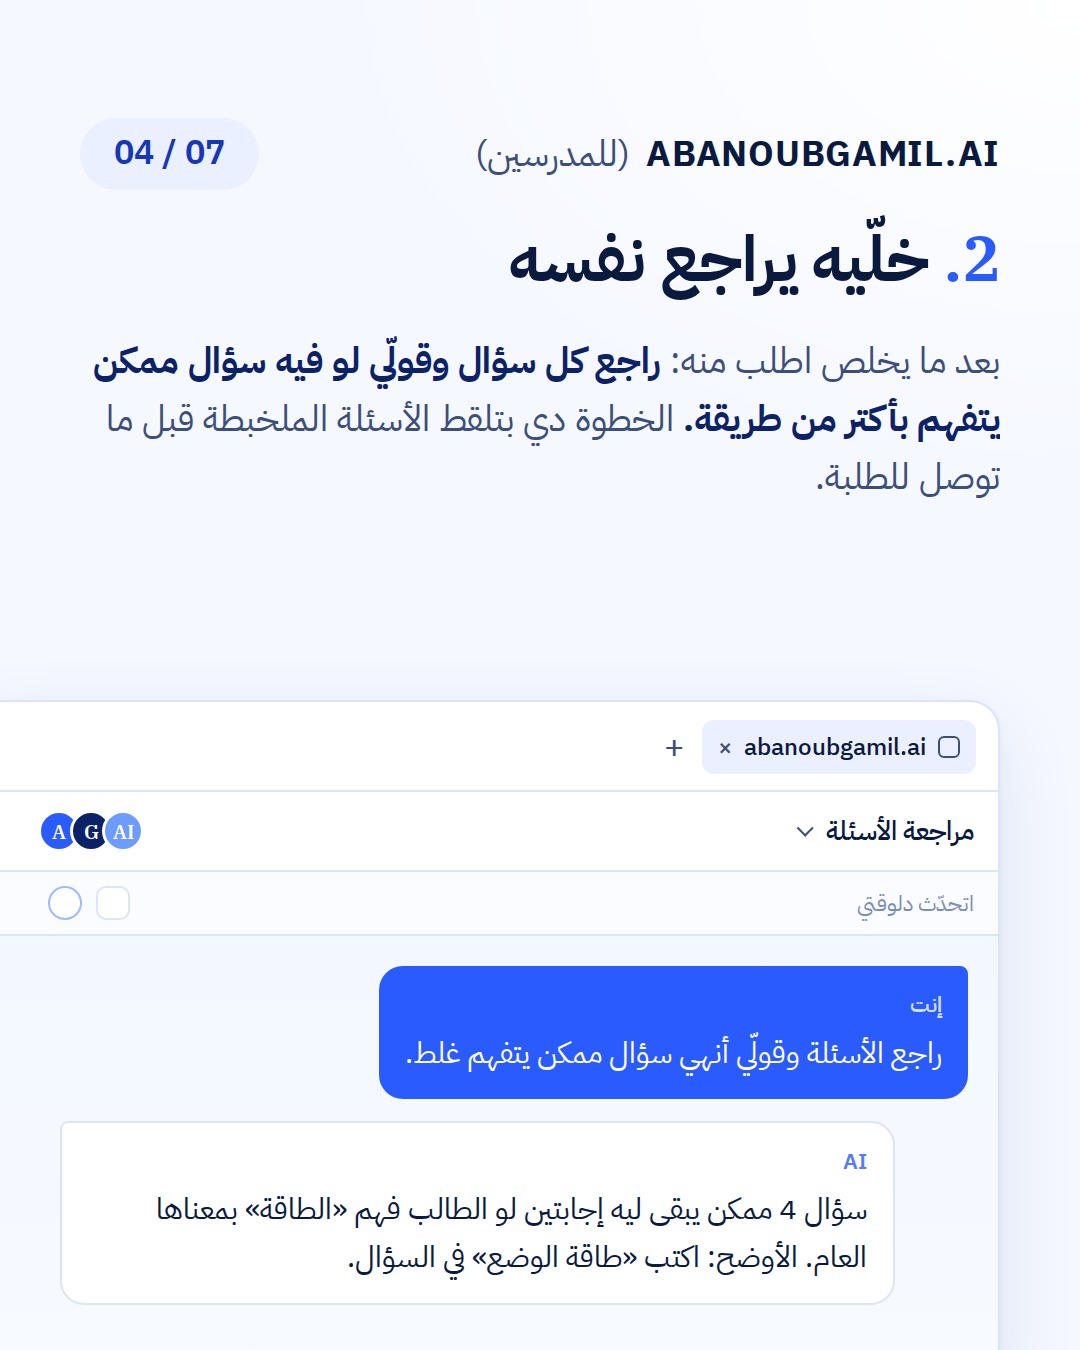 ABANOUBGAMIL.AI (للمدرسين)
04 / 07
2. خلّيه يراجع نفسه
بعد ما يخلص اطلب منه: راجع كل سؤال وقولّي لو فيه سؤال ممكن
يتفهم بأكتر من طريقة. الخطوة دي بتلقط الأسئلة الملخبطة قبل ما
توصل للطلبة.
abanoubgamil.ai × +
مراجعة الأسئلة
AI G A
اتحدّث دلوقتي
إنت
راجع الأسئلة وقولّي أنهي سؤال ممكن يتفهم غلط.
AI
سؤال 4 ممكن يبقى ليه إجابتين لو الطالب فهم «الطاقة» بمعناها
العام. الأوضح: اكتب «طاقة الوضع» في السؤال.